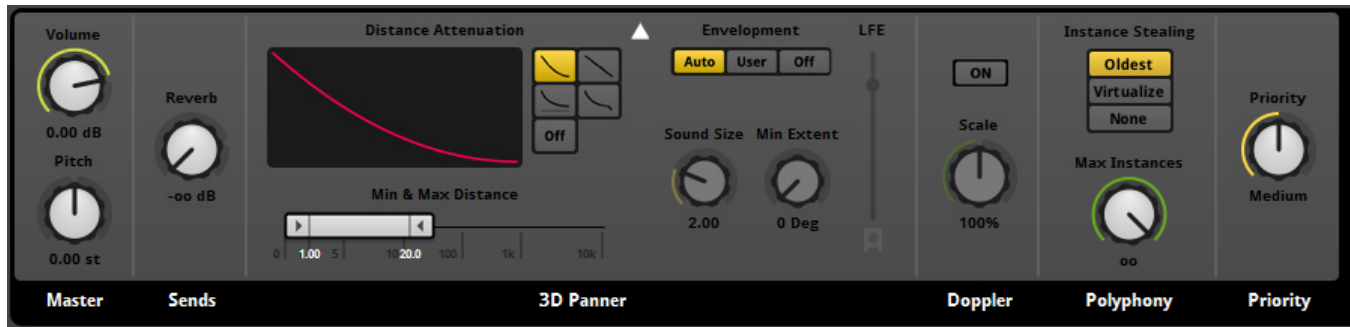 Volume
0.00 dB
Pitch
0.00 st
Master
Reverb
-oo dB
Sends
Distance Attenuation
Off
Min & Max Distance
0 1.00 5 10 20.0 100 1k 10k
Envelopment
Auto User Off
Sound Size Min Extent
2.00 0 Deg
LFE
3D Panner
ON
Scale
100%
Doppler
Instance Stealing
Oldest
Virtualize
None
Max Instances
oo
Polyphony
Priority
Medium
Priority